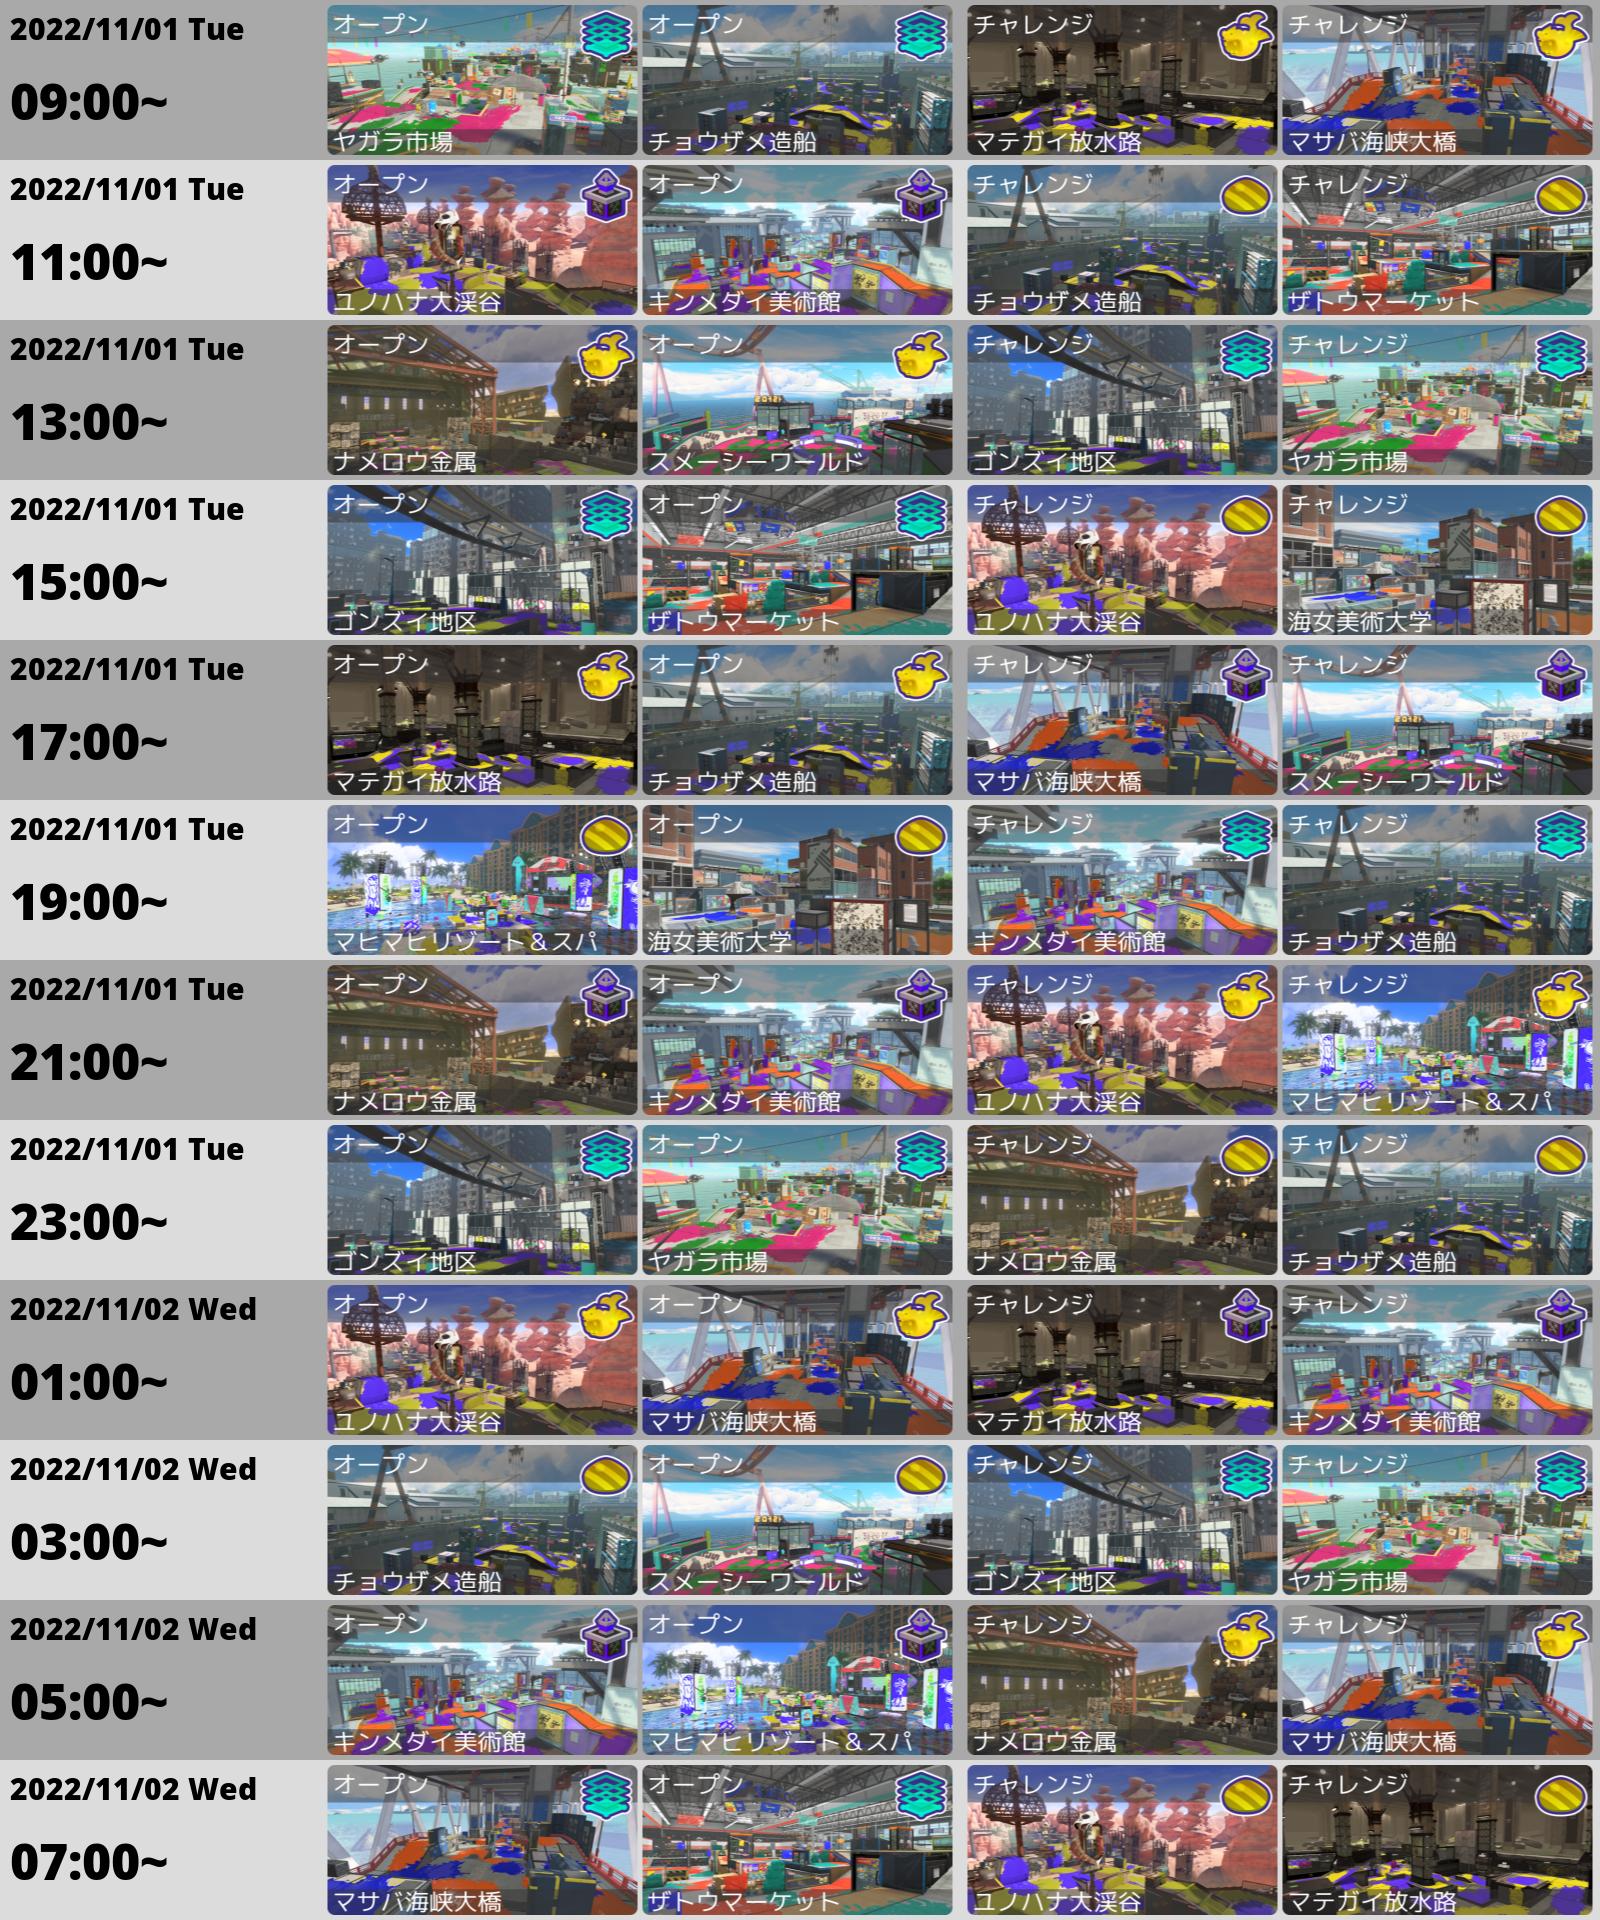 2022/11/01 Tue
09:00~
オープン オープン チャレンジ チャレンジ
ヤガラ市場 チョウザメ造船 マテガイ放水路 マサバ海峡大橋
2022/11/01 Tue
11:00~
オープン オープン チャレンジ チャレンジ
ユノハナ大渓谷 キンメダイ美術館 チョウザメ造船 ザトウマーケット
2022/11/01 Tue
13:00~
オープン オープン チャレンジ チャレンジ
ナメロウ金属 スメーシーワールド ゴンズイ地区 ヤガラ市場
2022/11/01 Tue
15:00~
オープン オープン チャレンジ チャレンジ
ゴンズイ地区 ザトウマーケット ユノハナ大渓谷 海女美術大学
2022/11/01 Tue
17:00~
オープン オープン チャレンジ チャレンジ
マテガイ放水路 チョウザメ造船 マサバ海峡大橋 スメーシーワールド
2022/11/01 Tue
19:00~
オープン オープン チャレンジ チャレンジ
マヒマヒリゾート＆スパ 海女美術大学 キンメダイ美術館 チョウザメ造船
2022/11/01 Tue
21:00~
オープン オープン チャレンジ チャレンジ
ナメロウ金属 キンメダイ美術館 ユノハナ大渓谷 マヒマヒリゾート＆スパ
2022/11/01 Tue
23:00~
オープン オープン チャレンジ チャレンジ
ゴンズイ地区 ヤガラ市場 ナメロウ金属 チョウザメ造船
2022/11/02 Wed
01:00~
オープン オープン チャレンジ チャレンジ
ユノハナ大渓谷 マサバ海峡大橋 マテガイ放水路 キンメダイ美術館
2022/11/02 Wed
03:00~
オープン オープン チャレンジ チャレンジ
チョウザメ造船 スメーシーワールド ゴンズイ地区 ヤガラ市場
2022/11/02 Wed
05:00~
オープン オープン チャレンジ チャレンジ
キンメダイ美術館 マヒマヒリゾート＆スパ ナメロウ金属 マサバ海峡大橋
2022/11/02 Wed
07:00~
オープン オープン チャレンジ チャレンジ
マサバ海峡大橋 ザトウマーケット ユノハナ大渓谷 マテガイ放水路